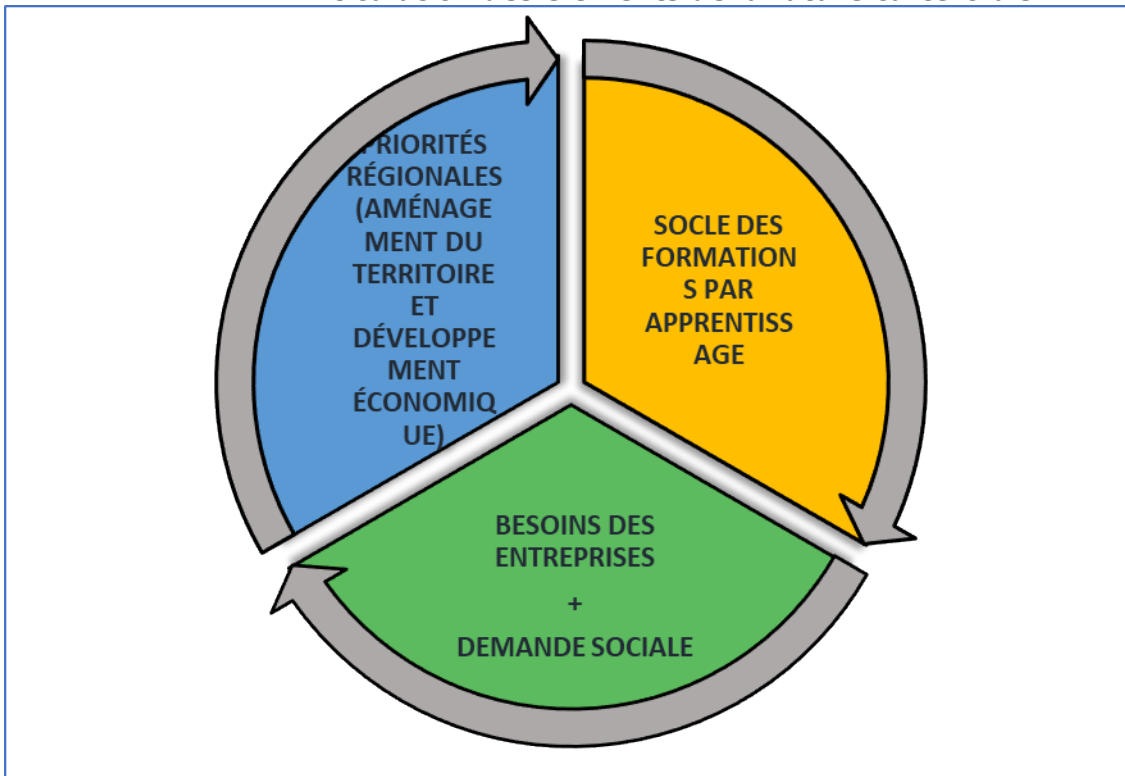 PRIORITÉS
RÉGIONALES
(AMÉNAGE
MENT DU
TERRITOIRE
ET
DÉVELOPPE
MENT
ÉCONOMIQ
UE)
SOCLE DES
FORMATION
S PAR
APPRENTISS
AGE
BESOINS DES
ENTREPRISES
+
DEMANDE SOCIALE